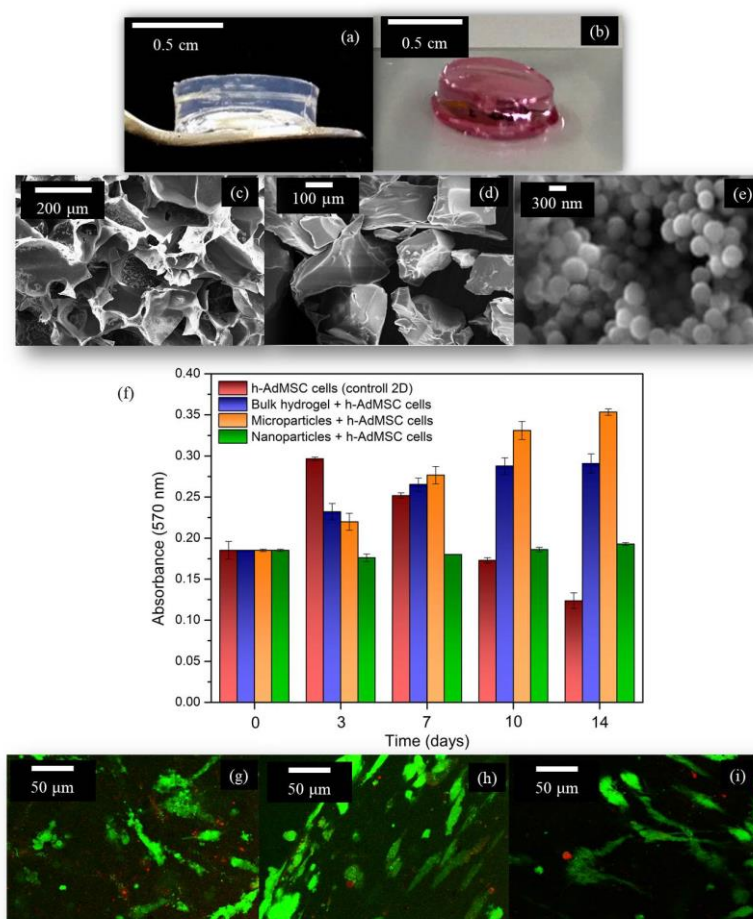 (a)
0.5 cm
(b)
0.5 cm
(c)
200 μm
(d)
100 μm
(e)
300 nm
(f)
0.40
0.35
0.30
0.25
0.20
0.15
0.10
0.05
0.00
Absorbance (570 nm)
h-AdMSC cells (controll 2D)
Bulk hydrogel + h-AdMSC cells
Microparticles + h-AdMSC cells
Nanoparticles + h-AdMSC cells
0 3 7 10 14
Time (days)
(g)
50 μm
(h)
50 μm
(i)
50 μm